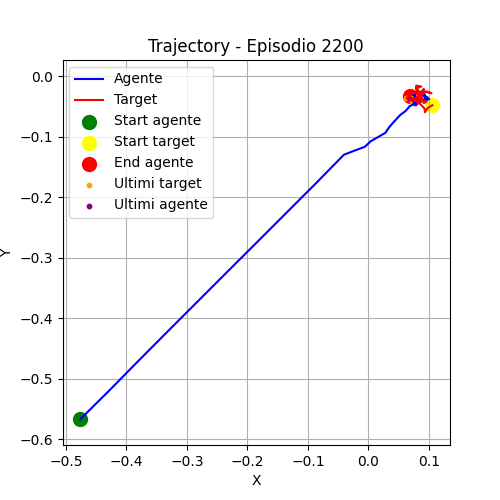 Trajectory - Episodio 2200
Agente
Target
Start agente
Start target
End agente
Ultimi target
Ultimi agente
0.0
−0.1
−0.2
−0.3
−0.4
−0.5
−0.6
Y
−0.5 −0.4 −0.3 −0.2 −0.1 0.0 0.1
X